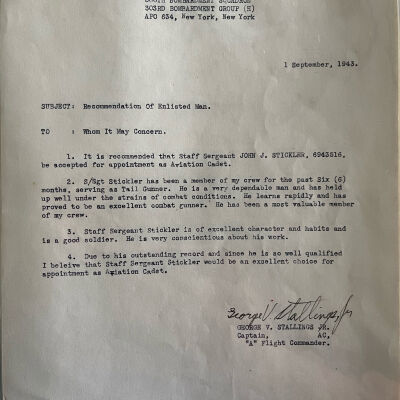 BOMBARDMENT SQUADRON
303RD BOMBARDMENT GROUP (H)
APO 634, New York, New York
1 September, 1943.
SUBJECT: Recommendation Of Enlisted Man.
TO : Whom It May Concern.
1. It is recommended that Staff Sergeant JOHN J. STICKLER, 6943516,
be accepted for appointment as Aviation Cadet.
2. S/Sgt Stickler has been a member of my crew for the past Six (6)
months, serving as Tail Gunner. He is a very dependable man and has held
up well under the strains of combat conditions. He learns rapidly and has
proved to be an excellent combat gunner. He has been a most valuable member
of my crew.
3. Staff Sergeant Stickler is of excellent character and habits and
is a good soldier. He is very conscientious about his work.
4. Due to his outstanding record and since he is so well qualified
I beleive that Staff Sergeant Stickler would be an excellent choice for
appointment as Aviation Cadet.
George V. Stallings, Jr
GEORGE V. STALLINGS JR.
Captain, AC,
"A" Flight Commander.